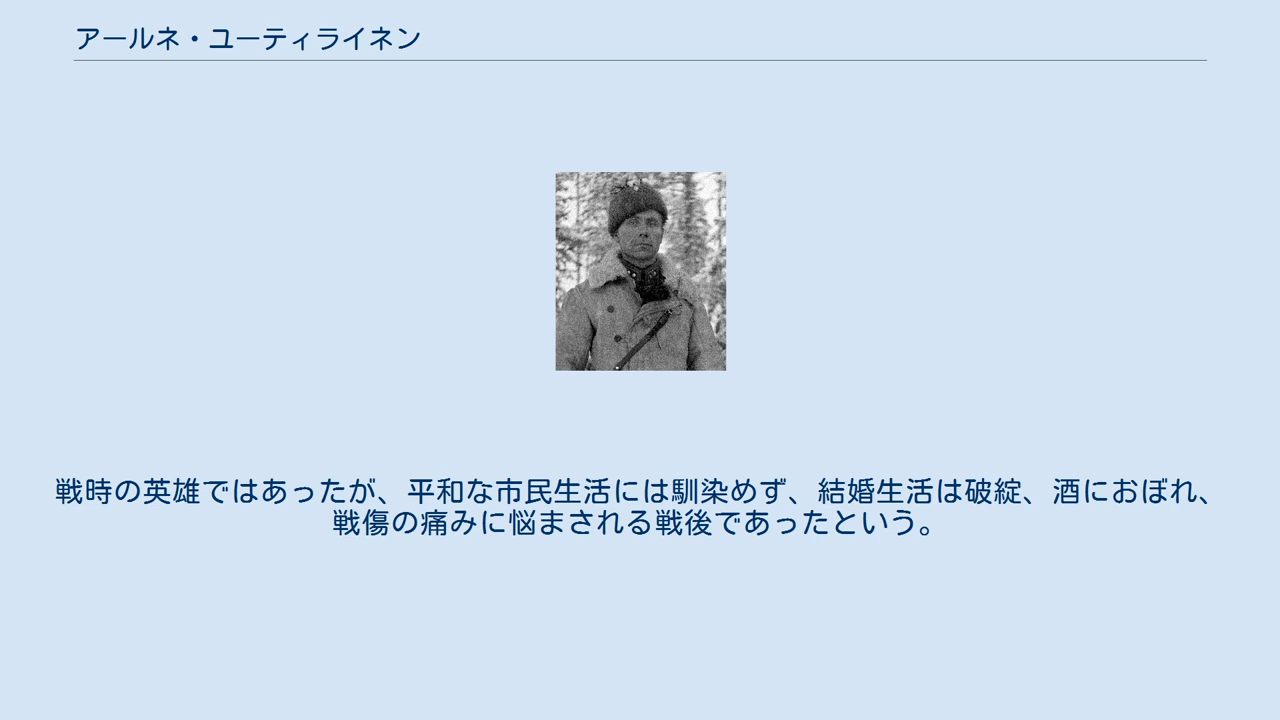 アールネ・ユーティライネン
戦時の英雄ではあったが、平和な市民生活には馴染めず、結婚生活は破綻、酒におぼれ、
戦傷の痛みに悩まされる戦後であったという。